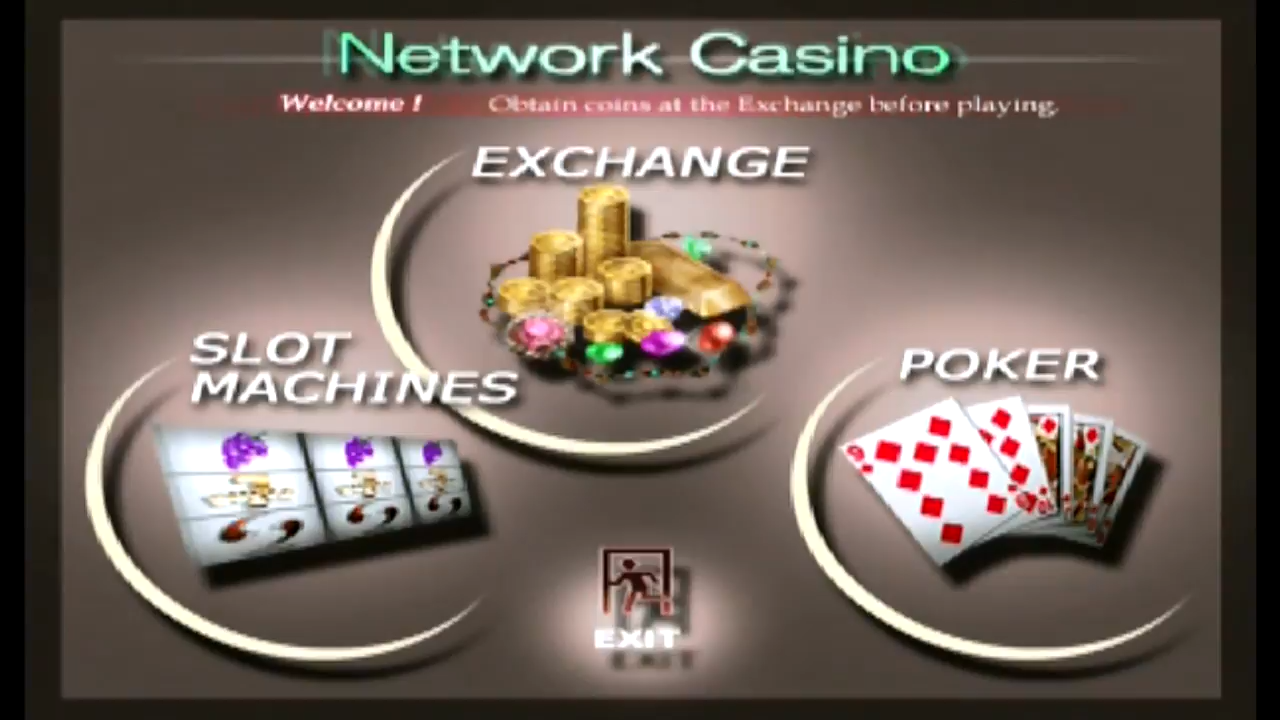 Network Casino
Welcome ! Obtain coins at the Exchange before playing.
EXCHANGE
SLOT
MACHINES
POKER
EXIT